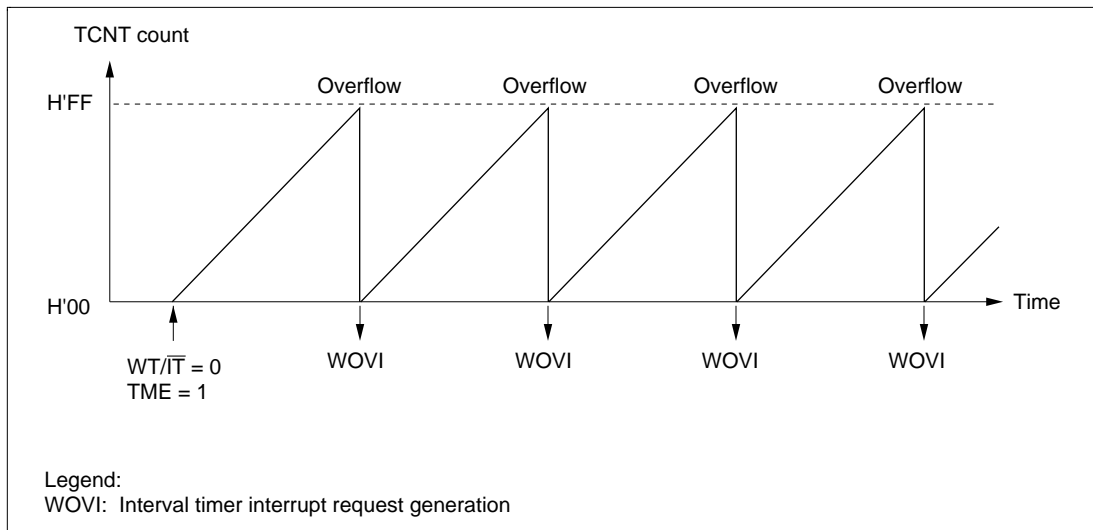 TCNT count
Overflow Overflow Overflow Overflow
H'FF
H'00
Time
WT/I̅T̅ = 0
TME = 1
WOVI WOVI WOVI WOVI
Legend:
WOVI: Interval timer interrupt request generation